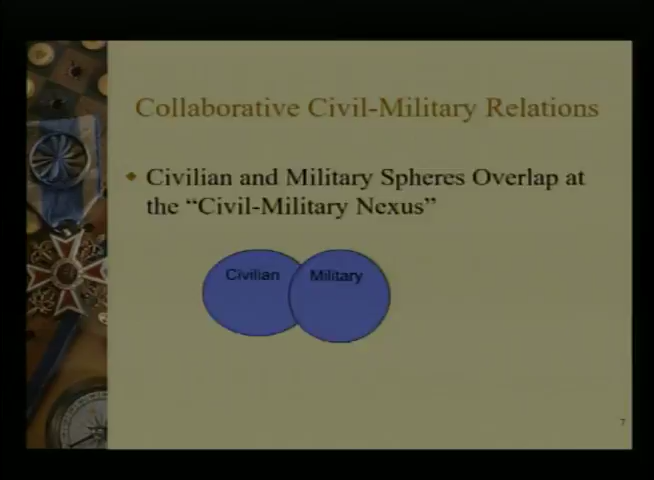 Collaborative Civil-Military Relations
Civilian and Military Spheres Overlap at
the “Civil-Military Nexus”
Civilian
Military
7